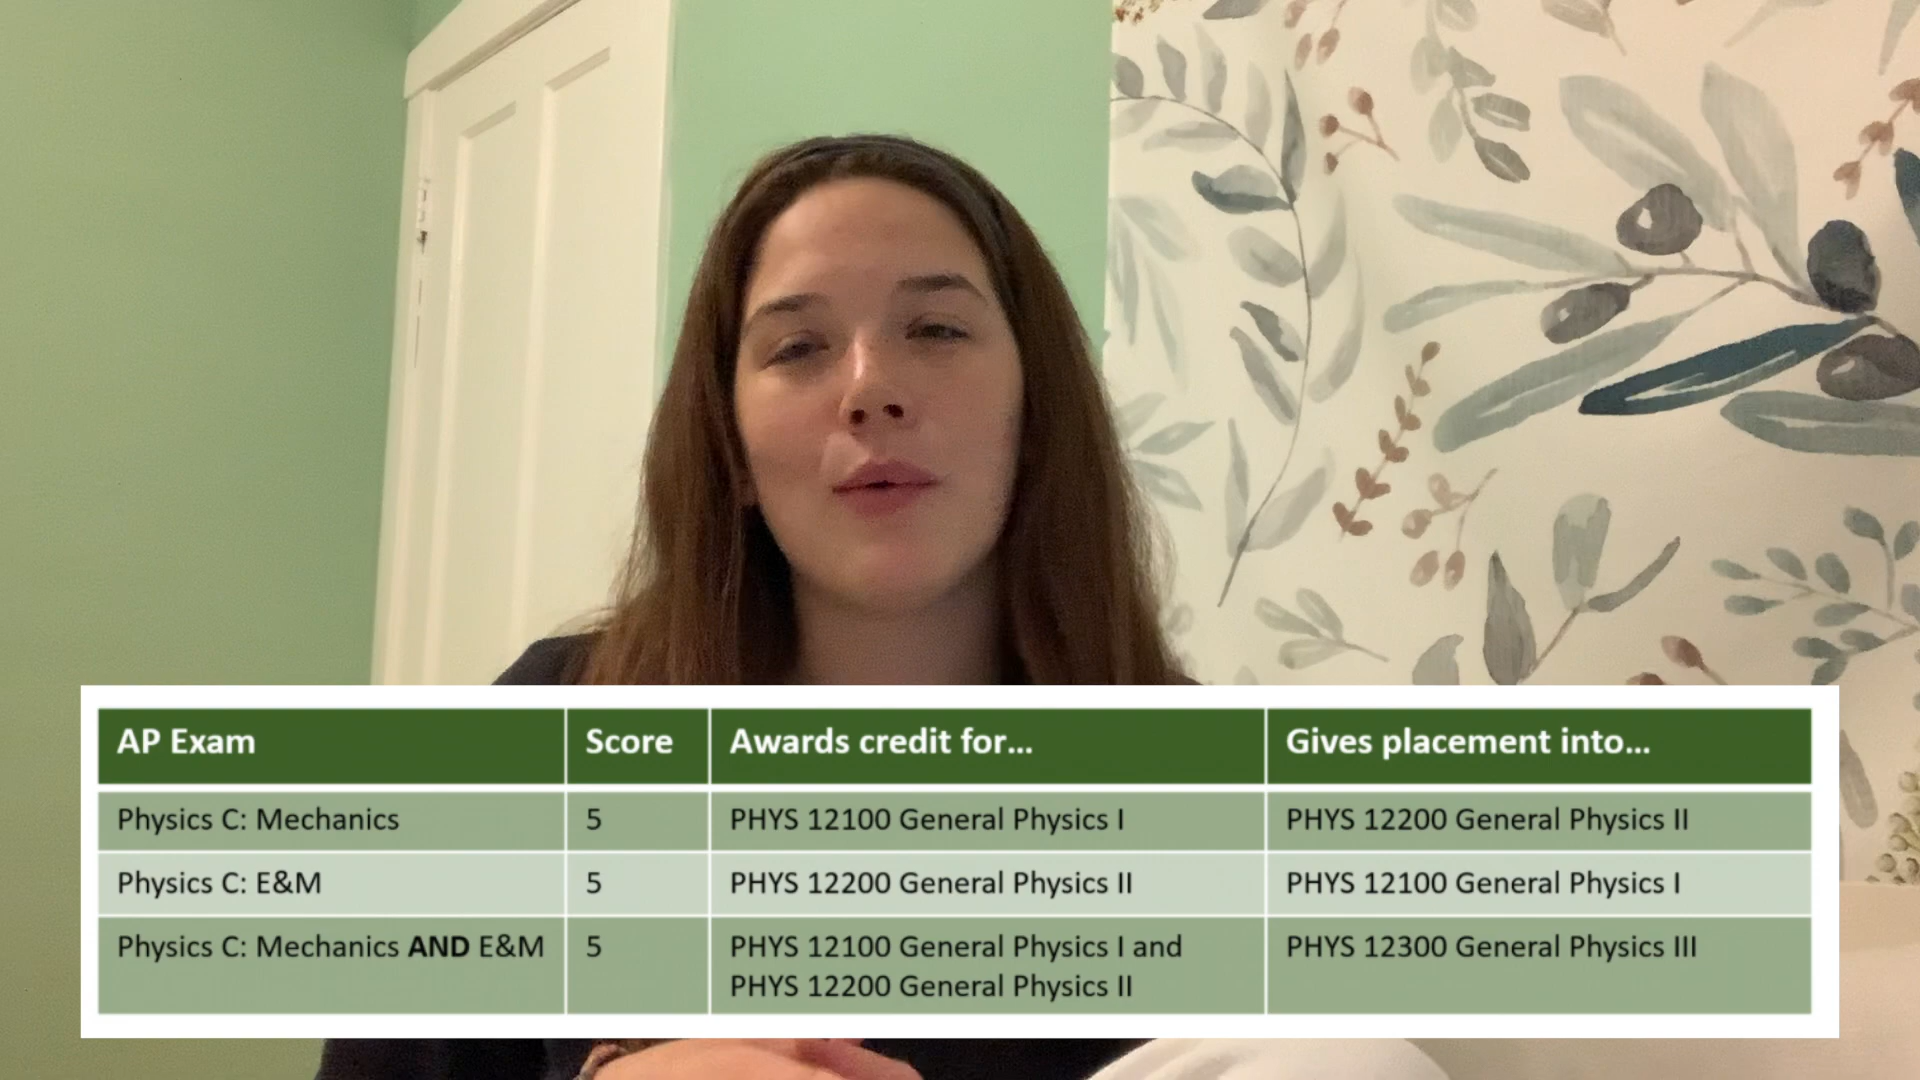 AP Exam Score Awards credit for... Gives placement into...
Physics C: Mechanics 5 PHYS 12100 General Physics I PHYS 12200 General Physics II
Physics C: E&M 5 PHYS 12200 General Physics II PHYS 12100 General Physics I
Physics C: Mechanics AND E&M 5 PHYS 12100 General Physics I and PHYS 12300 General Physics III
PHYS 12200 General Physics II